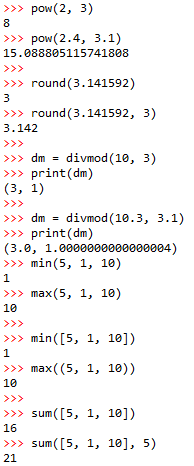 >>> pow(2, 3)
8
>>> pow(2.4, 3.1)
15.088805115741808
>>>
>>> round(3.141592)
3
>>> round(3.141592, 3)
3.142
>>>
>>> dm = divmod(10, 3)
>>> print(dm)
(3, 1)
>>>
>>> dm = divmod(10.3, 3.1)
>>> print(dm)
(3.0, 1.0000000000000004)
>>> min(5, 1, 10)
1
>>> max(5, 1, 10)
10
>>>
>>> min([5, 1, 10])
1
>>> max((5, 1, 10))
10
>>>
>>> sum([5, 1, 10])
16
>>> sum([5, 1, 10], 5)
21